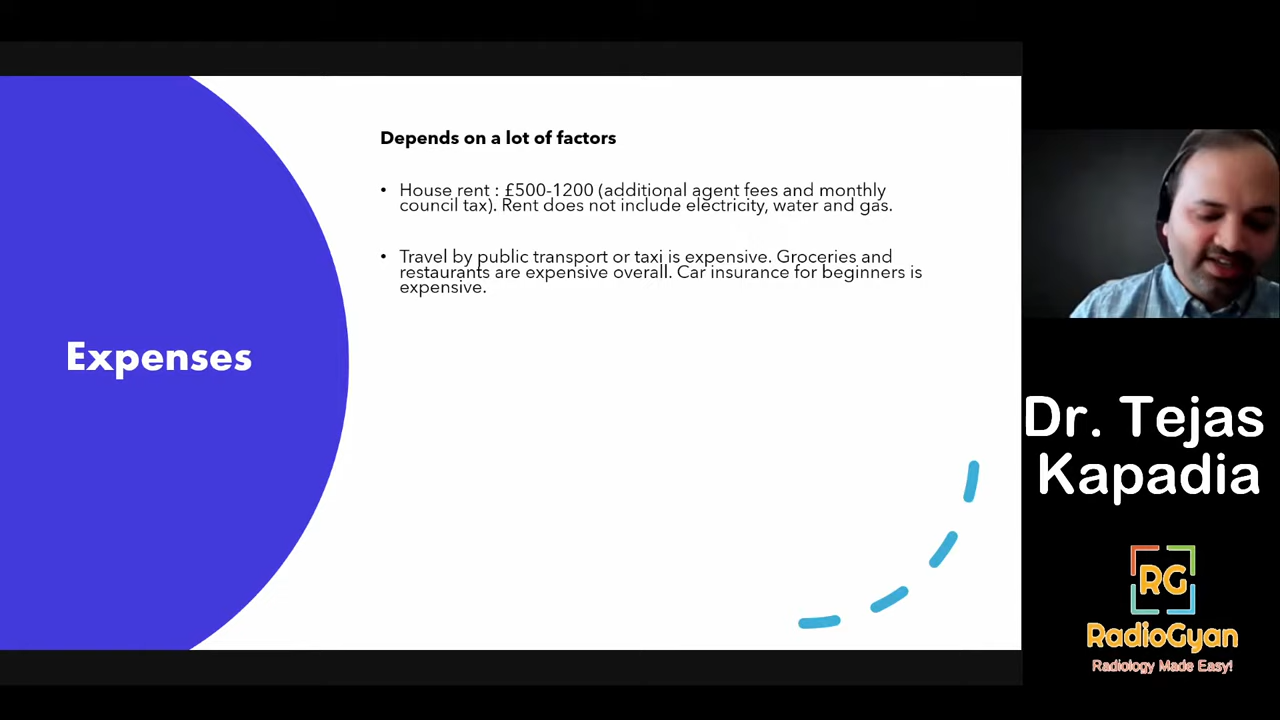 Depends on a lot of factors
• House rent : £500-1200 (additional agent fees and monthly
council tax). Rent does not include electricity, water and gas.
• Travel by public transport or taxi is expensive. Groceries and
restaurants are expensive overall. Car insurance for beginners is
expensive.
Expenses
Dr. Tejas
Kapadia
RG
RadioGyan
Radiology Made Easy!